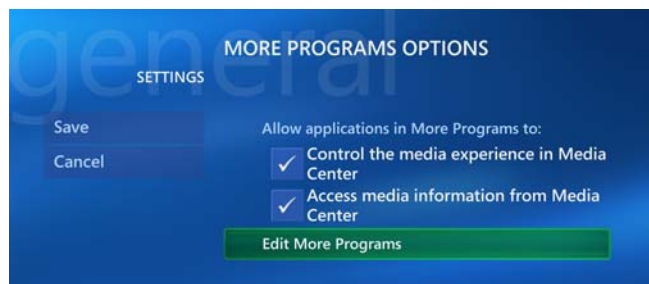 general
MORE PROGRAMS OPTIONS
SETTINGS
Save
Cancel
Allow applications in More Programs to:
Control the media experience in Media
Center
Access media information from Media
Center
Edit More Programs